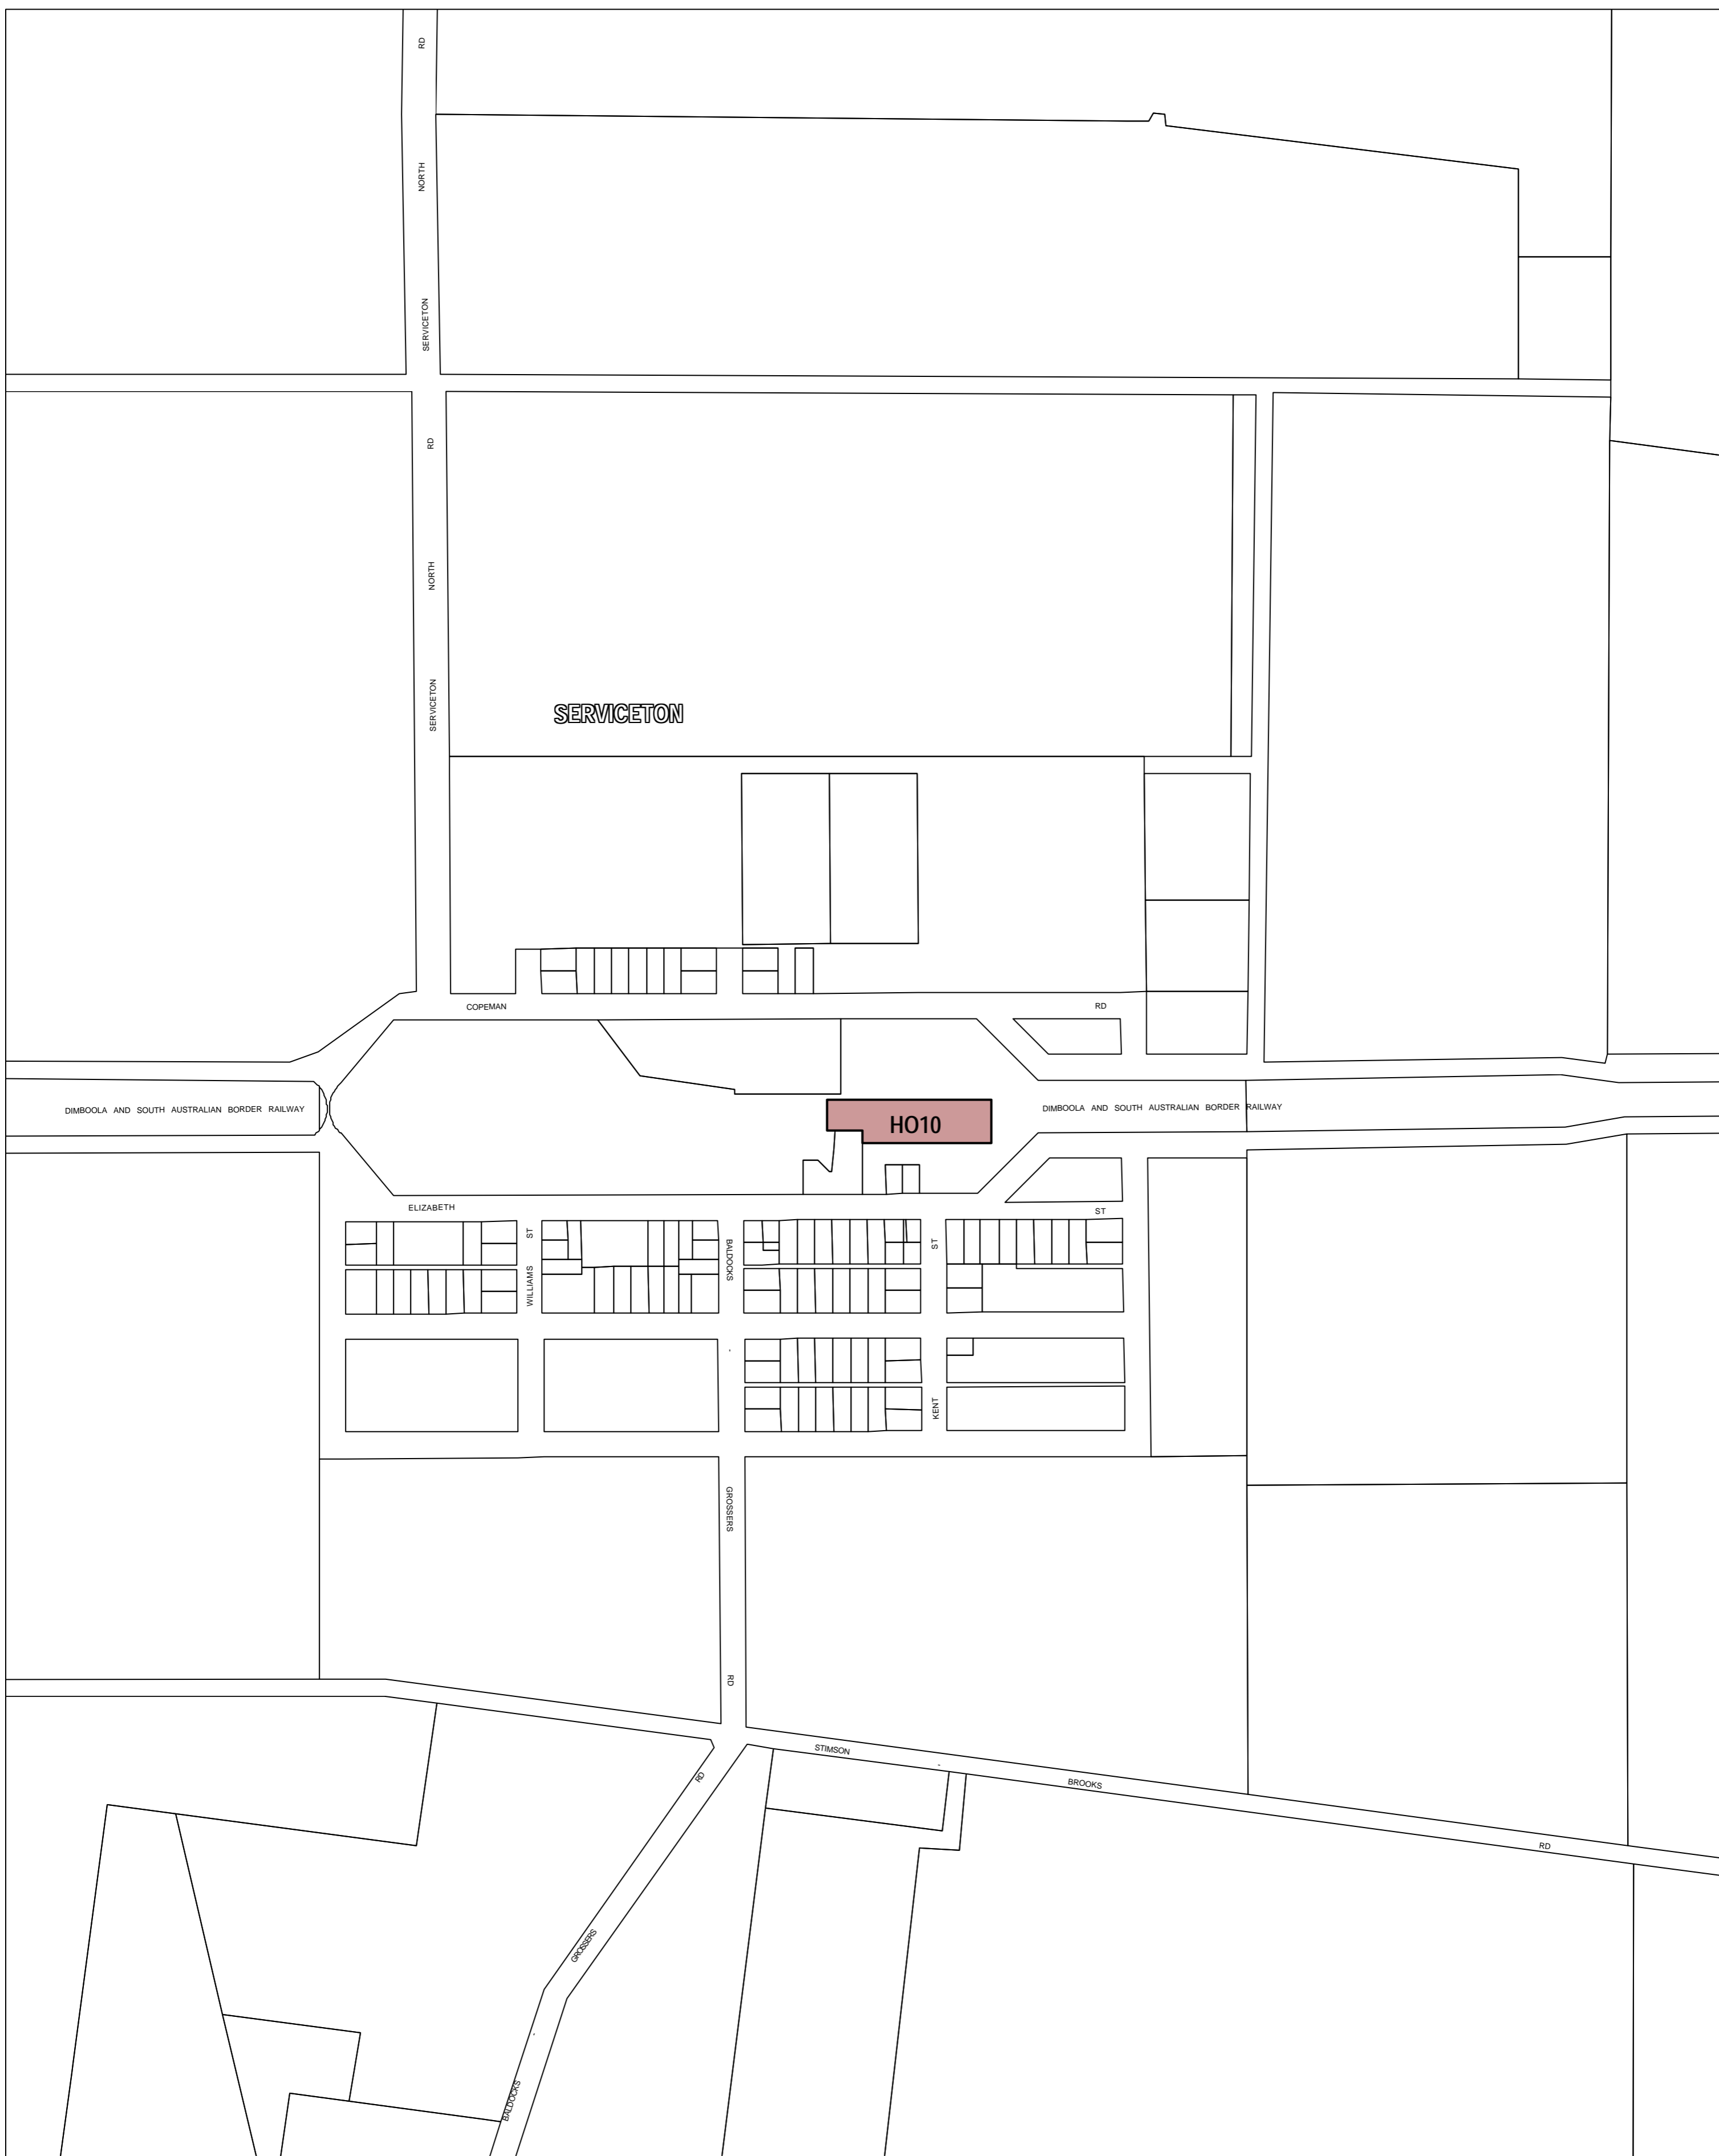 RD
NORTH
SERVICETON
RD
NORTH
SERVICETON
SERVICETON
COPEMAN
RD
DIMBOOLA AND SOUTH AUSTRALIAN BORDER RAILWAY
DIMBOOLA AND SOUTH AUSTRALIAN BORDER RAILWAY
HO10
ELIZABETH
ST
ST
WILLIAMS
BALDOCKS
-
ST
KENT
GROSSERS
RD
STIMSON
-
BROOKS
RD
RD
GROSSERS
-
BALDOCKS